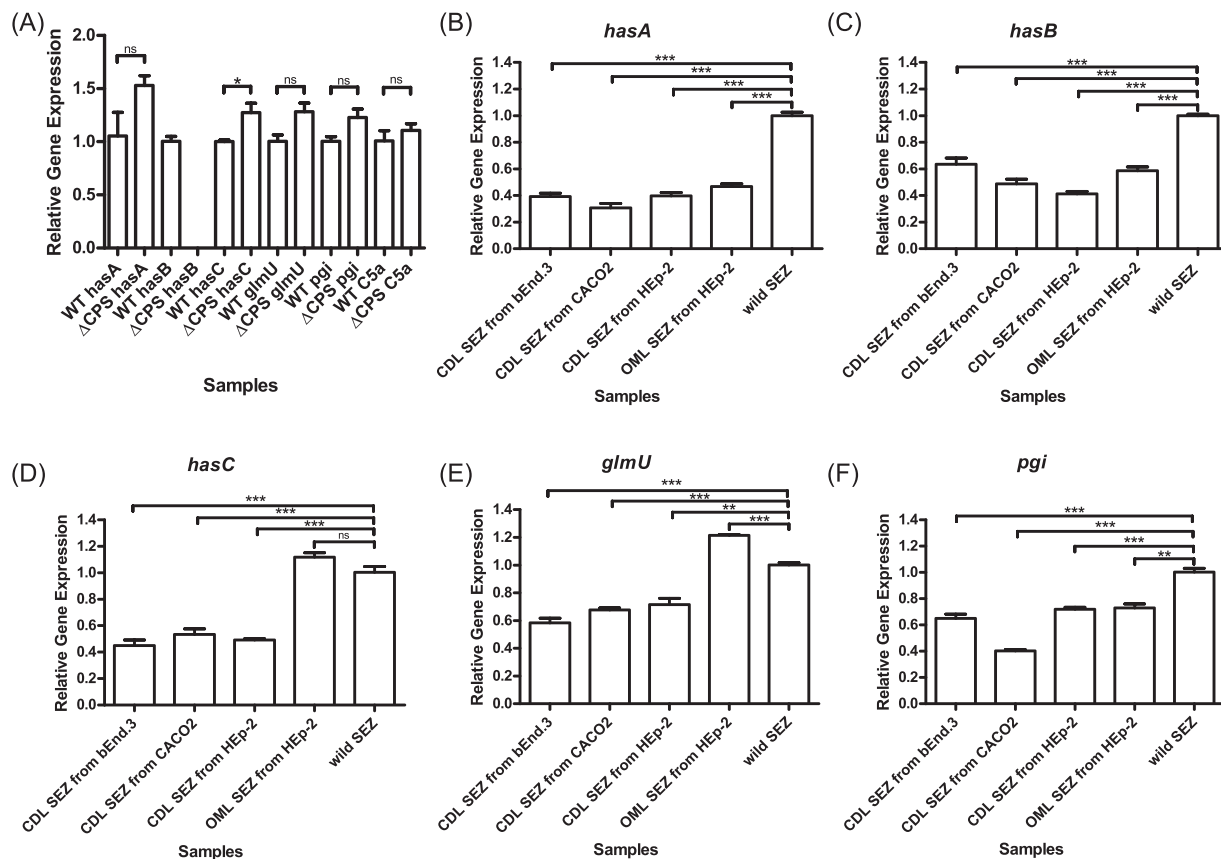 (A)
Relative Gene Expression
2.0
1.5
1.0
0.5
0.0
ns
*
ns
ns
ns
WT hasA
△CPS hasA
WT hasB
△CPS hasB
WT hasC
△CPS hasC
WT glmU
△CPS glmU
WT pgi
△CPS pgi
WT C5a
△CPS C5a
Samples
(B)
hasA
Relative Gene Expression
1.4
1.2
1.0
0.8
0.6
0.4
0.2
0.0
***
***
***
***
CDL SEZ from bEnd.3
CDL SEZ from CACO2
CDL SEZ from HEp-2
OML SEZ from HEp-2
wild SEZ
Samples
(C)
hasB
Relative Gene Expression
1.4
1.2
1.0
0.8
0.6
0.4
0.2
0.0
***
***
***
***
CDL SEZ from bEnd.3
CDL SEZ from CACO2
CDL SEZ from HEp-2
OML SEZ from HEp-2
wild SEZ
Samples
(D)
hasC
Relative Gene Expression
1.4
1.2
1.0
0.8
0.6
0.4
0.2
0.0
***
***
***
ns
CDL SEZ from bEnd.3
CDL SEZ from CACO2
CDL SEZ from HEp-2
OML SEZ from HEp-2
wild SEZ
Samples
(E)
glmU
Relative Gene Expression
1.4
1.2
1.0
0.8
0.6
0.4
0.2
0.0
***
***
**
***
CDL SEZ from bEnd.3
CDL SEZ from CACO2
CDL SEZ from HEp-2
OML SEZ from HEp-2
wild SEZ
Samples
(F)
pgi
Relative Gene Expression
1.4
1.2
1.0
0.8
0.6
0.4
0.2
0.0
***
***
***
**
CDL SEZ from bEnd.3
CDL SEZ from CACO2
CDL SEZ from HEp-2
OML SEZ from HEp-2
wild SEZ
Samples